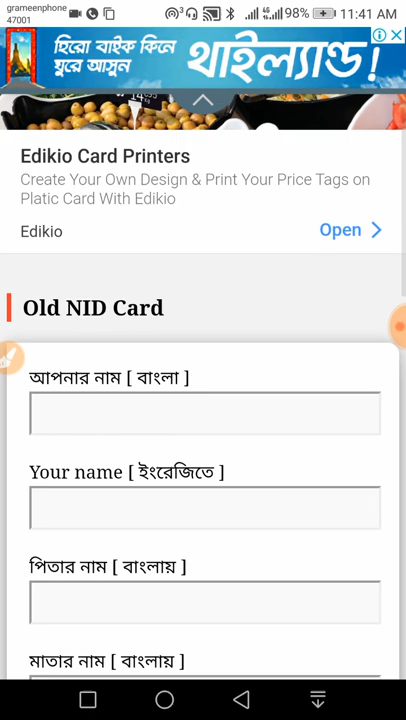 grameenphone
47001
98%
11:41 AM
হিরো বাইক কিনে
ঘুরে আসুন
থাইল্যান্ড!
Edikio Card Printers
Create Your Own Design & Print Your Price Tags on
Platic Card With Edikio
Edikio
Open
Old NID Card
আপনার নাম [ বাংলা ]
Your name [ ইংরেজিতে ]
পিতার নাম [ বাংলায় ]
মাতার নাম [ বাংলায় ]